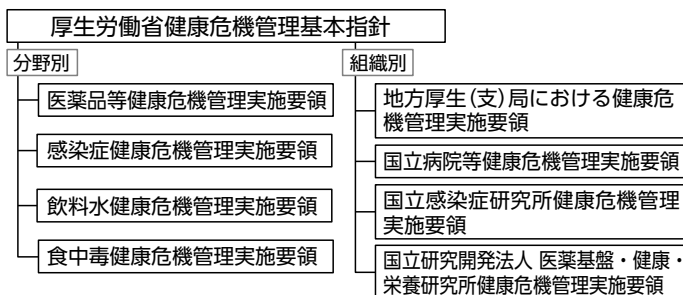 厚生労働省健康危機管理基本指針
分野別
医薬品等健康危機管理実施要領
感染症健康危機管理実施要領
飲料水健康危機管理実施要領
食中毒健康危機管理実施要領
組織別
地方厚生(支)局における健康危
機管理実施要領
国立病院等健康危機管理実施要領
国立感染症研究所健康危機管理
実施要領
国立研究開発法人 医薬基盤・健康・
栄養研究所健康危機管理実施要領